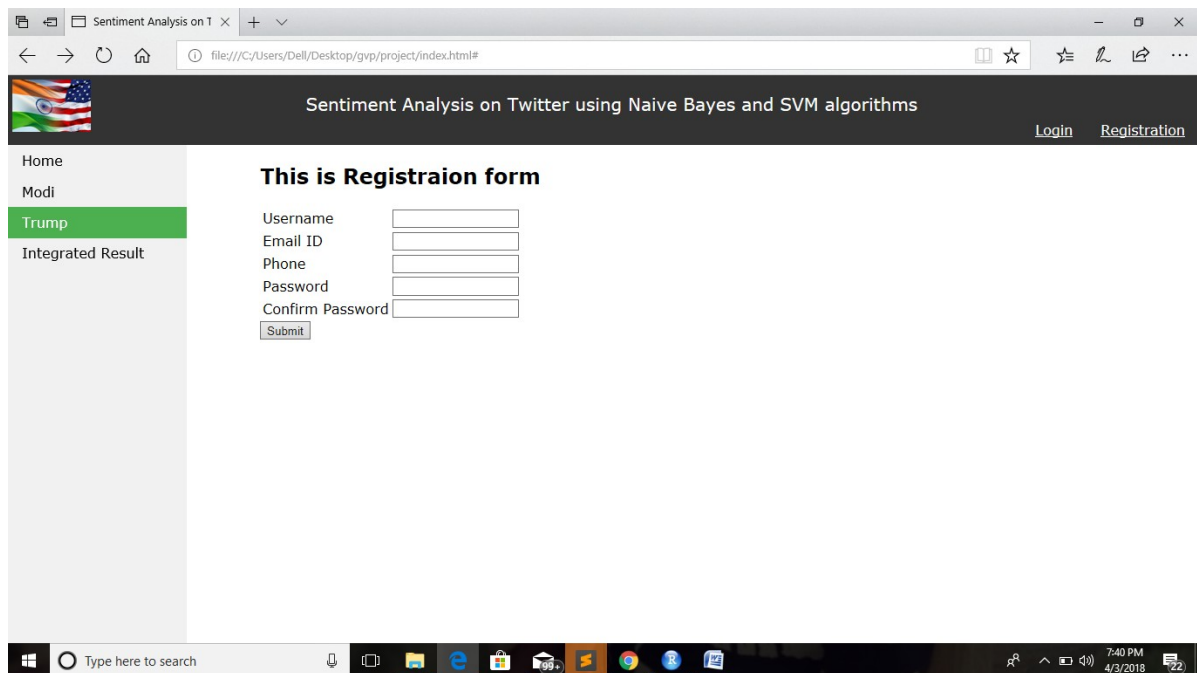 Sentiment Analysis on T
file:///C:/Users/Dell/Desktop/gvp/project/index.html#
Sentiment Analysis on Twitter using Naive Bayes and SVM algorithms
Login Registration
Home
Modi
Trump
Integrated Result
This is Registraion form
Username
Email ID
Phone
Password
Confirm Password
Submit
Type here to search
99+
R
7:40 PM
4/3/2018
22